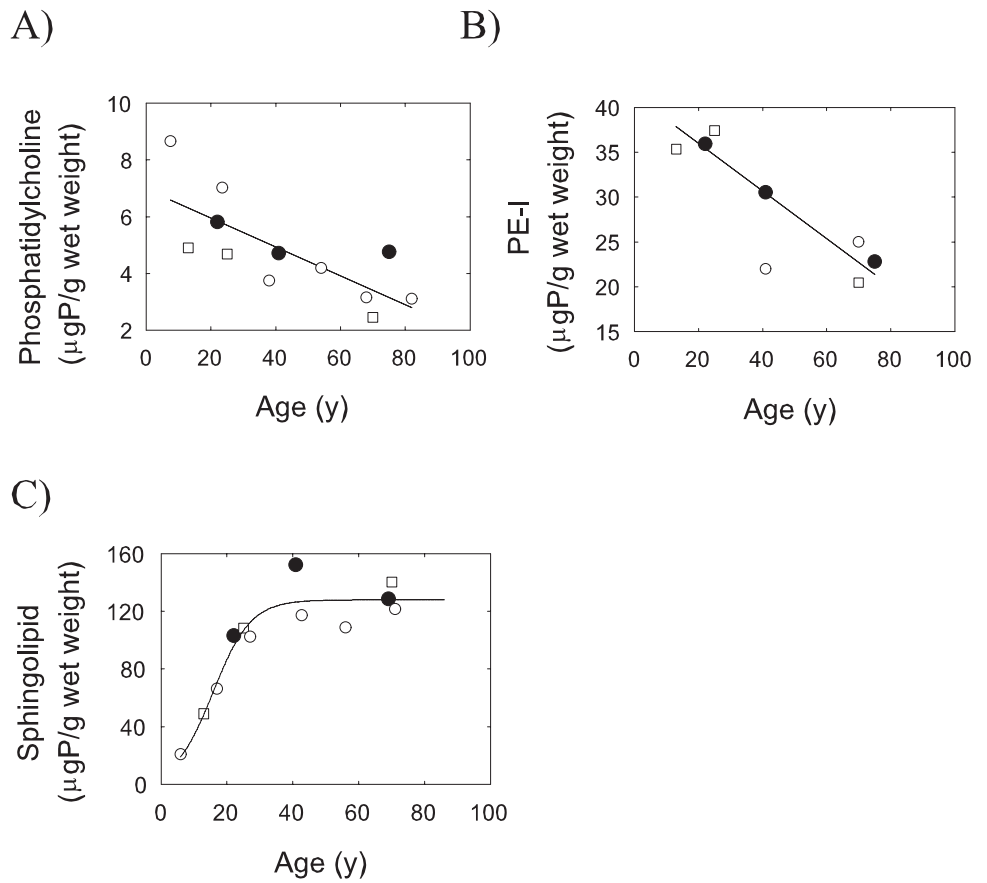 A)
Phosphatidylcholine
(μgP/g wet weight)
10
8
6
4
2
0 20 40 60 80 100
Age (y)
B)
PE-I
(μgP/g wet weight)
40
35
30
25
20
15
0 20 40 60 80 100
Age (y)
C)
Sphingolipid
(μgP/g wet weight)
160
120
80
40
0
0 20 40 60 80 100
Age (y)